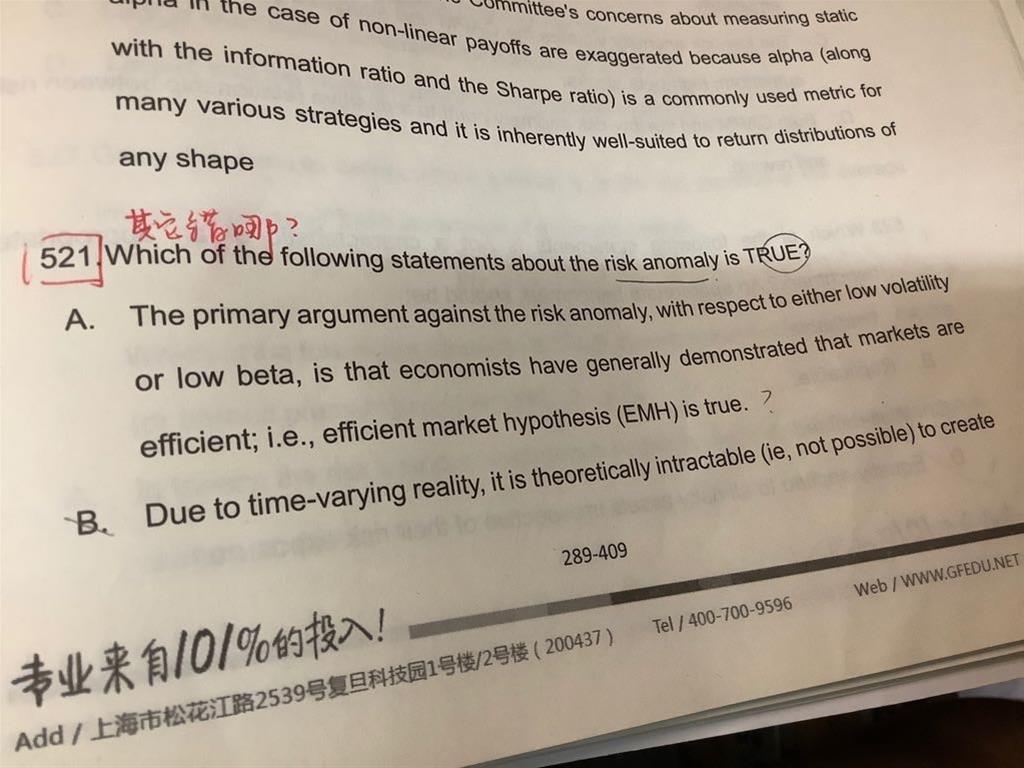 Committee's concerns about measuring static
in the case of non-linear payoffs are exaggerated because alpha (along
with the information ratio and the Sharpe ratio) is a commonly used metric for
many various strategies and it is inherently well-suited to return distributions of
any shape
其它错哪?
521. Which of the following statements about the risk anomaly is TRUE?
A. The primary argument against the risk anomaly, with respect to either low volatility
or low beta, is that economists have generally demonstrated that markets are
efficient; i.e., efficient market hypothesis (EMH) is true. ?
B. Due to time-varying reality, it is theoretically intractable (ie, not possible) to create
289-409
专业来自101%的投入!
Add / 上海市松花江路2539号复旦科技园1号楼/2号楼 ( 200437 ) Tel / 400-700-9596 Web / WWW.GFEDU.NET